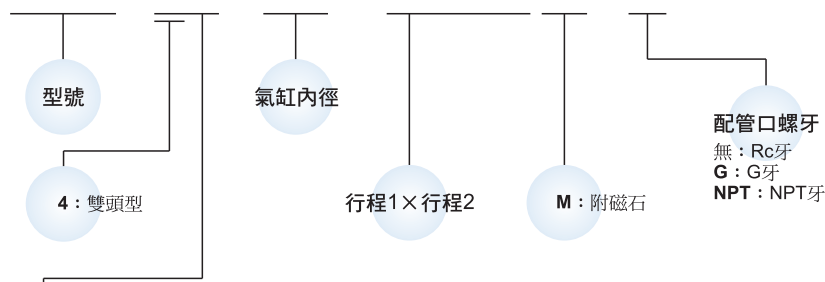 型號
氣缸內徑
配管口螺牙
無：Rc牙
G：G牙
NPT：NPT牙
4：雙頭型
行程1×行程2
M：附磁石